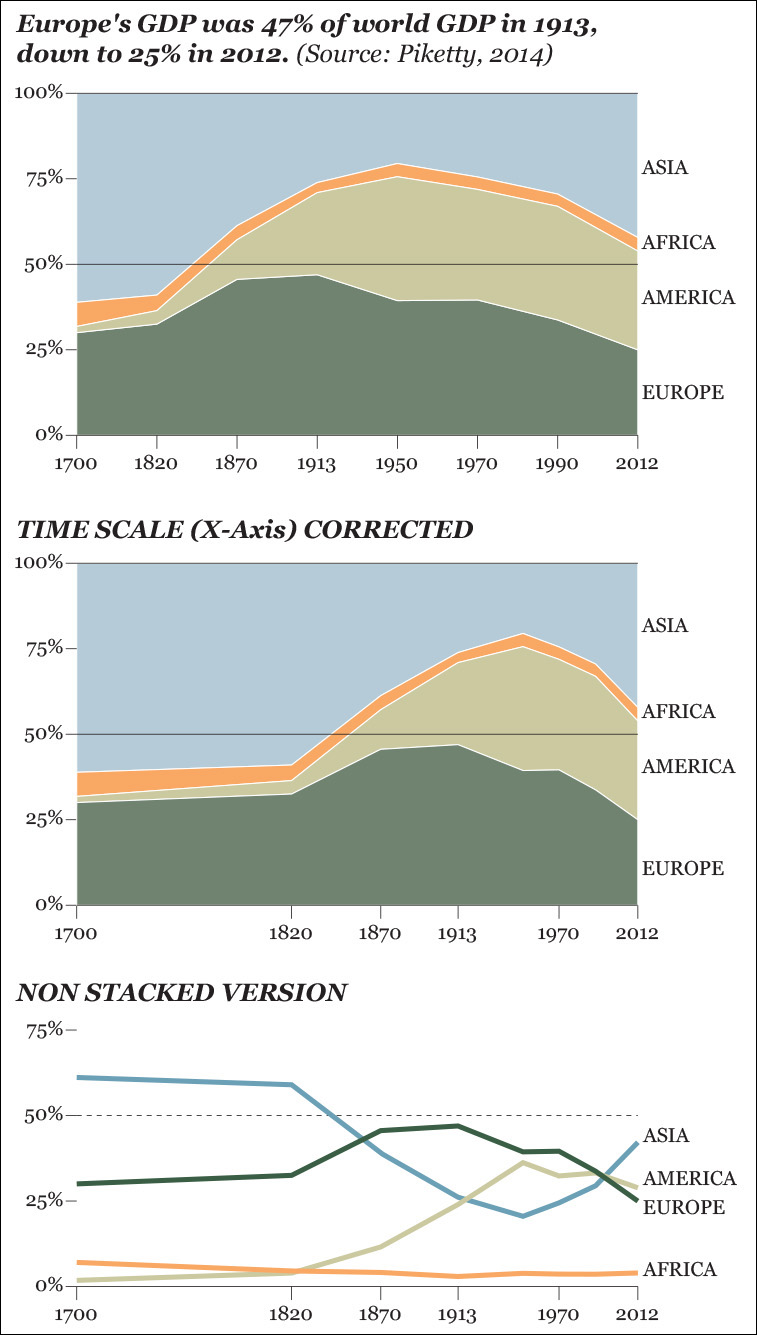 Europe's GDP was 47% of world GDP in 1913,
down to 25% in 2012. (Source: Piketty, 2014)
100%
75%
50%
25%
0%
ASIA
AFRICA
AMERICA
EUROPE
1700 1820 1870 1913 1950 1970 1990 2012
TIME SCALE (X-Axis) CORRECTED
100%
75%
50%
25%
0%
ASIA
AFRICA
AMERICA
EUROPE
1700 1820 1870 1913 1970 2012
NON STACKED VERSION
75%
50%
25%
0%
ASIA
AMERICA
EUROPE
AFRICA
1700 1820 1870 1913 1970 2012